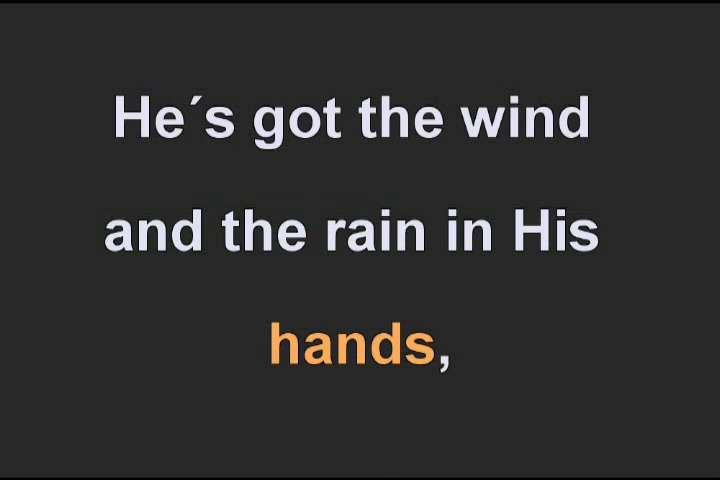 He´s got the wind
and the rain in His
hands,